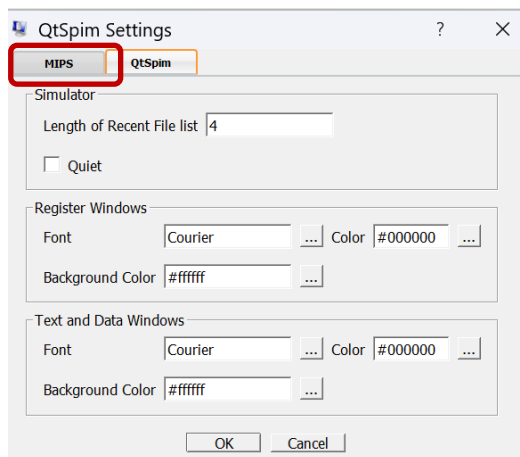 QtSpim Settings ? ×
MIPS QtSpim
Simulator
Length of Recent File list 4
Quiet
Register Windows
Font Courier ... Color #000000 ...
Background Color #ffffff ...
Text and Data Windows
Font Courier ... Color #000000 ...
Background Color #ffffff ...
OK Cancel